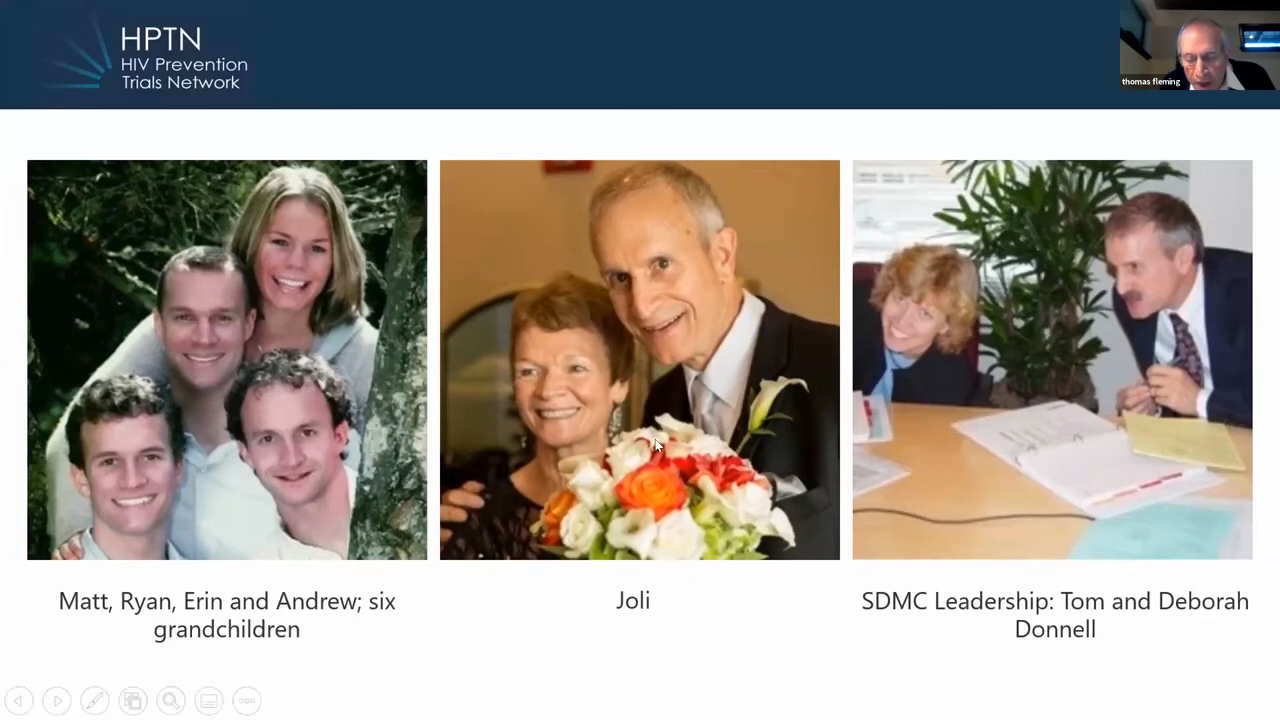 HPTN
HIV Prevention
Trials Network
thomas fleming
Matt, Ryan, Erin and Andrew; six
grandchildren
Joli
SDMC Leadership: Tom and Deborah
Donnell